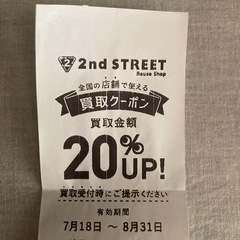 2nd STREET
Reuse Shop
全国の店舗で使える
買取クーポン
買取金額
20%UP!
買取受付時にご提示ください
有効期間
7月18日 〜 8月31日